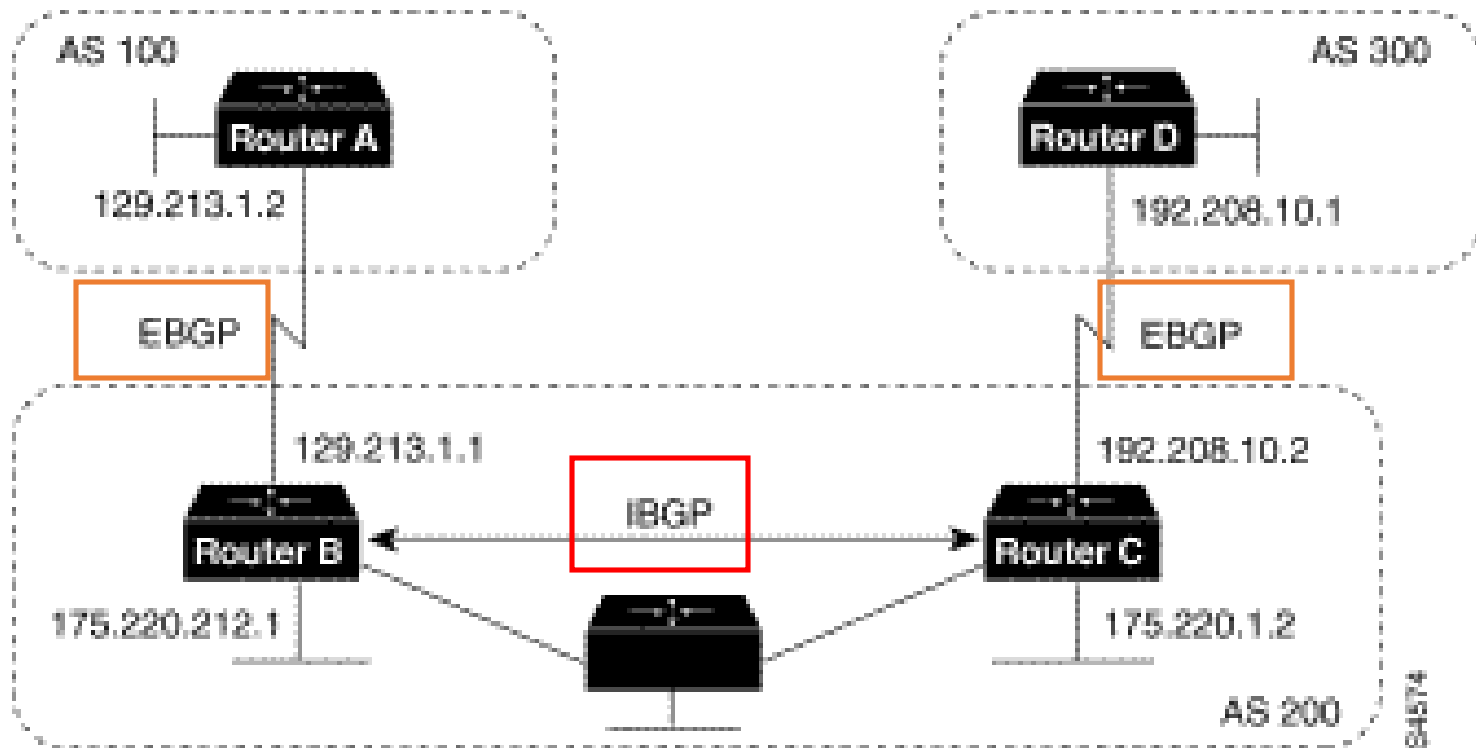 AS 100
AS 300
Router A
Router D
129.213.1.2
192.208.10.1
EBGP
EBGP
129.213.1.1
192.208.10.2
IBGP
Router B
Router C
175.220.212.1
175.220.1.2
AS 200